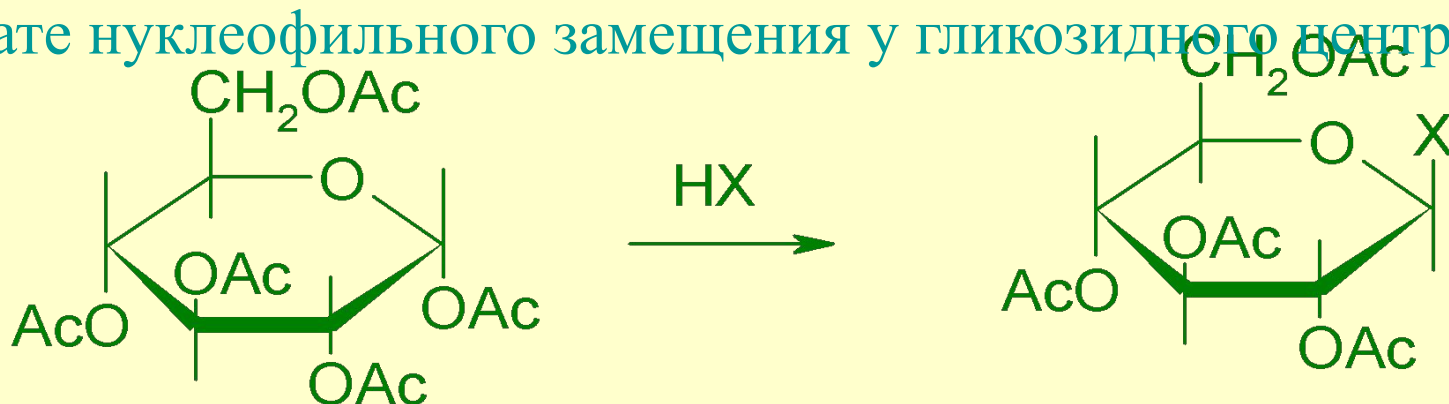 ате нуклеофильного замещения у гликозидного центр
CH₂OAc CH₂OAc
O HX O X
OAc OAc
AcO OAc AcO
OAc OAc